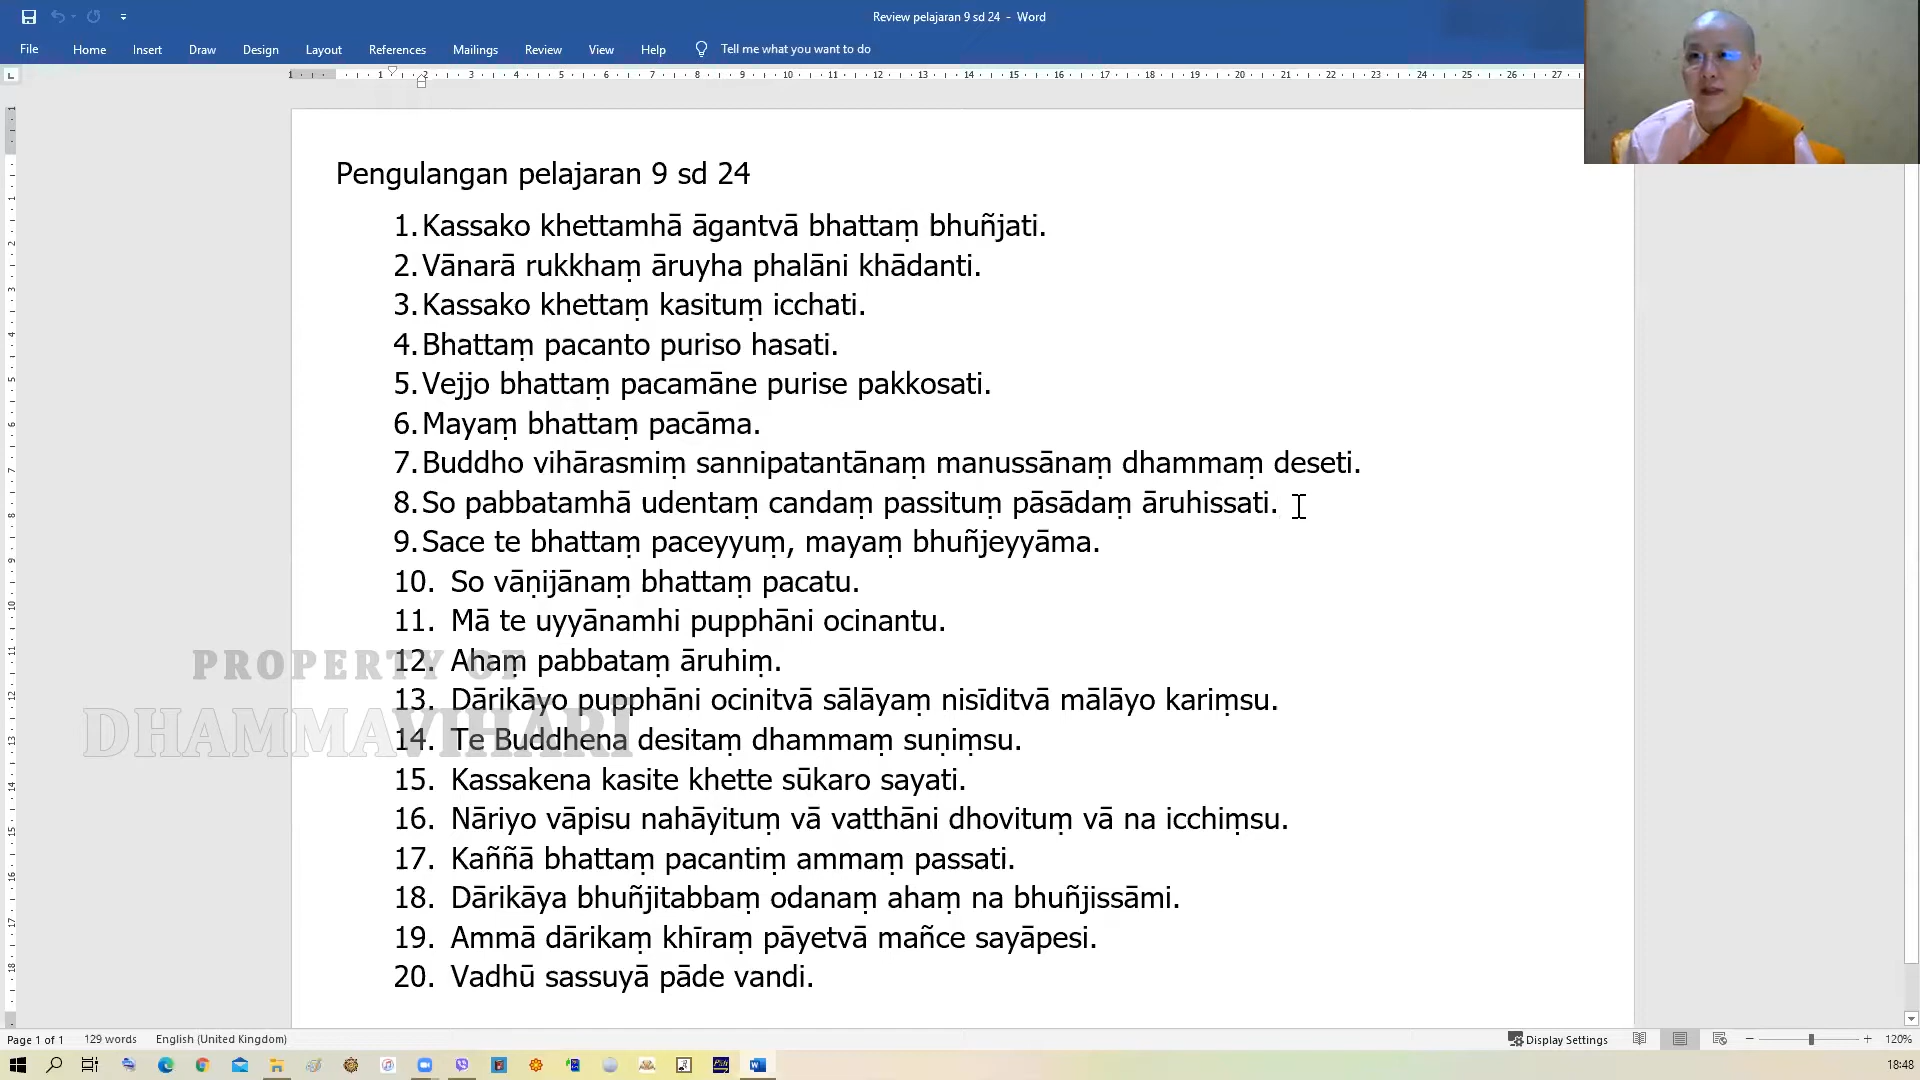 Review pelajaran 9 sd 24 - Word
File Home Insert Draw Design Layout References Mailings Review View Help Tell me what you want to do
Pengulangan pelajaran 9 sd 24
1. Kassako khettamhā āgantvā bhattaṃ bhuñjati.
2. Vānarā rukkhaṃ āruyha phalāni khādanti.
3. Kassako khettaṃ kasituṃ icchati.
4. Bhattaṃ pacanto puriso hasati.
5. Vejjo bhattaṃ pacamāne purise pakkosati.
6. Mayaṃ bhattaṃ pacāma.
7. Buddho vihārasmiṃ sannipatantānaṃ manussānaṃ dhammaṃ deseti.
8. So pabbatamhā udentaṃ candaṃ passituṃ pāsādaṃ āruhissati.
9. Sace te bhattaṃ paceyyuṃ, mayaṃ bhuñjeyyāma.
10. So vāṇijānaṃ bhattaṃ pacatu.
11. Mā te uyyānamhi pupphāni ocinantu.
12. Ahaṃ pabbataṃ āruhiṃ.
13. Dārikāyo pupphāni ocinitvā sālāyaṃ nisīditvā mālāyo kariṃsu.
14. Te Buddhena desitaṃ dhammaṃ suṇiṃsu.
15. Kassakena kasite khette sūkaro sayati.
16. Nāriyo vāpisu nahāyituṃ vā vatthāni dhovituṃ vā na icchiṃsu.
17. Kaññā bhattaṃ pacantiṃ ammaṃ passati.
18. Dārikāya bhuñjitabbaṃ odanaṃ ahaṃ na bhuñjissāmi.
19. Ammā dārikaṃ khīraṃ pāyetvā mañce sayāpesi.
20. Vadhū sassuyā pāde vandi.
PROPERTY OF
DHAMMAVIHĀRĪ
Page 1 of 1 129 words English (United Kingdom) Display Settings 120%
18:48